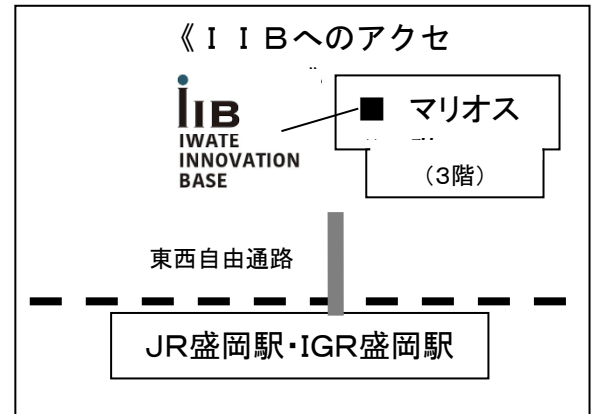 《ＩＩＢへのアクセ
IIB
IWATE
INNOVATION
BASE
■ マリオス
（3階）
東西自由通路
JR盛岡駅・IGR盛岡駅